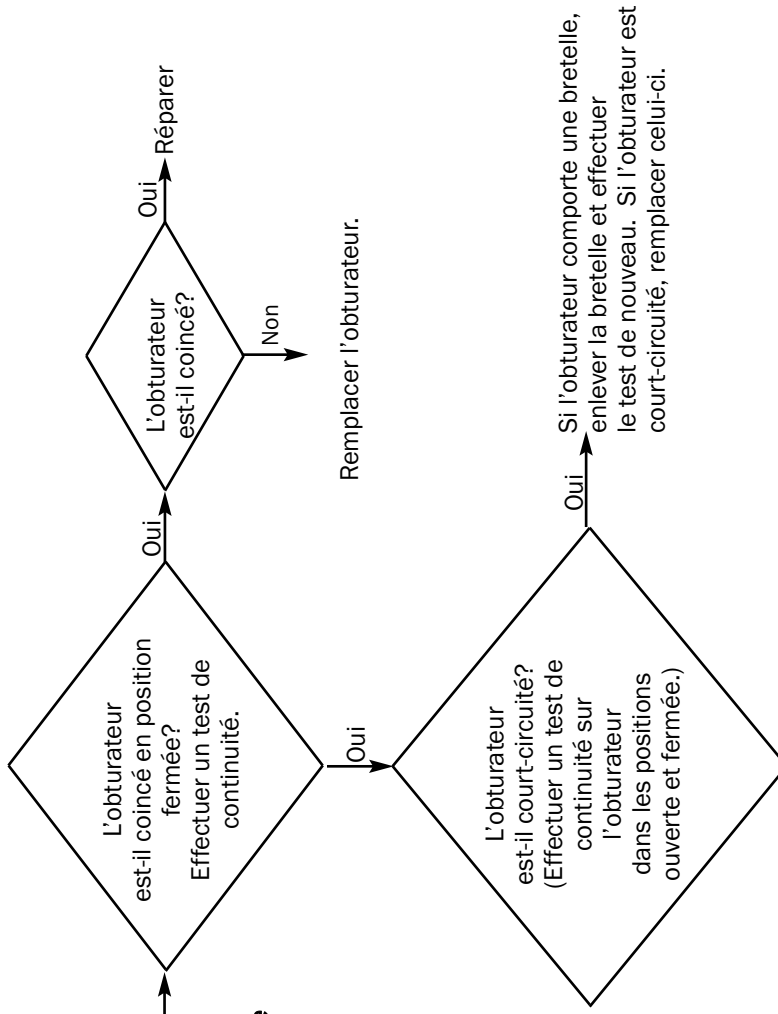 L'obturateur
est-il coincé en position
fermée?
Effectuer un test de
continuité.
Oui
L'obturateur
est-il coincé?
Oui
Réparer
Non
Remplacer l'obturateur.
Oui
L'obturateur
est-il court-circuité?
(Effectuer un test de
continuité sur
l'obturateur
dans les positions
ouverte et fermée.)
Oui
Si l'obturateur comporte une bretelle,
enlever la bretelle et effectuer
le test de nouveau. Si l'obturateur est
court-circuité, remplacer celui-ci.